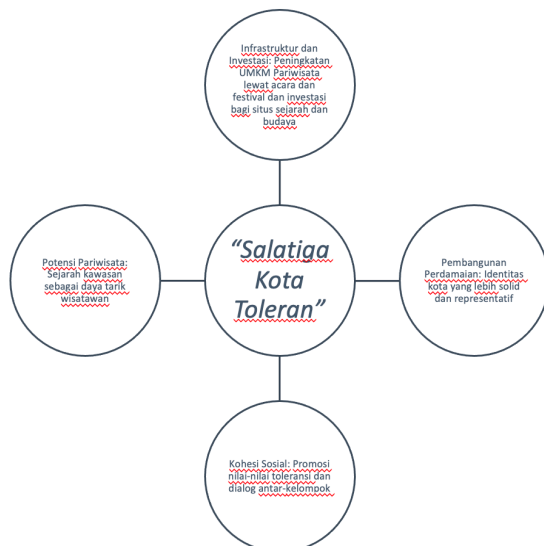 Infrastruktur dan
Investasi: Peningkatan
UMKM Pariwisata
lewat acara dan
festival dan investasi
bagi situs sejarah dan
budaya
Potensi Pariwisata:
Sejarah kawasan
sebagai daya tarik
wisatawan
“Salatiga
Kota
Toleran”
Pembangunan
Perdamaian: Identitas
kota yang lebih solid
dan representatif
Kohesi Sosial: Promosi
nilai-nilai toleransi dan
dialog antar-kelompok